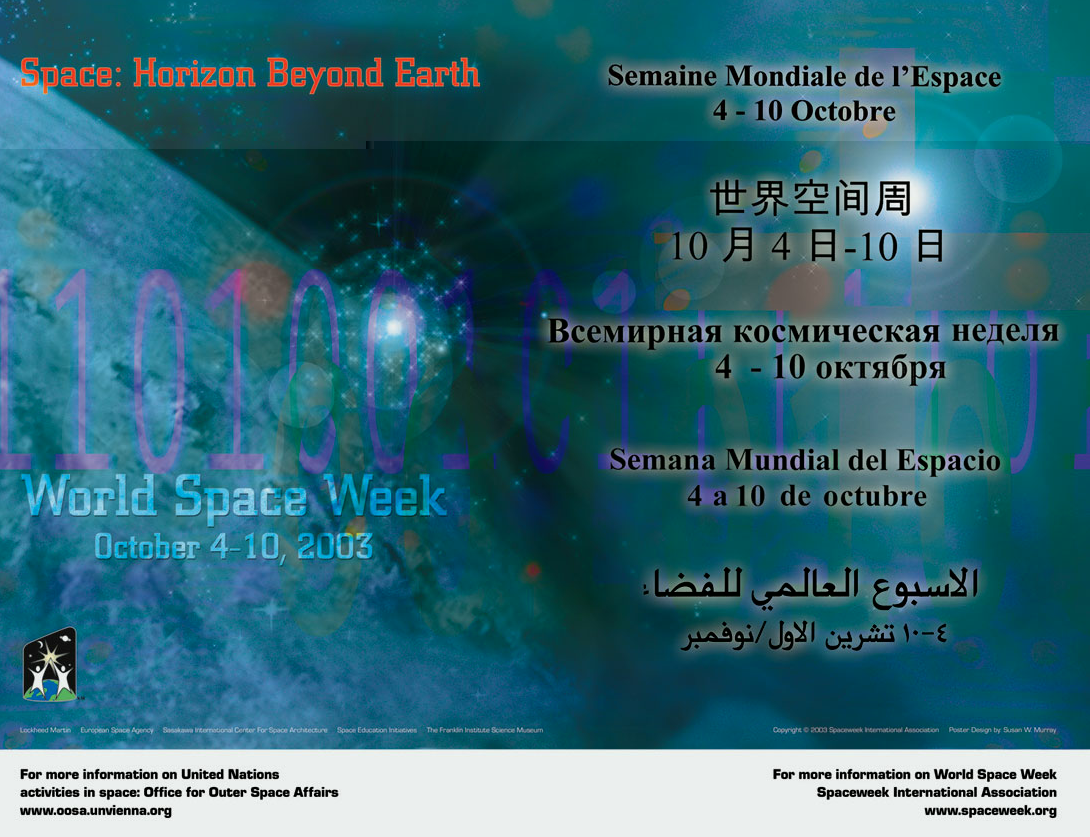 Space: Horizon Beyond Earth
World Space Week
October 4-10, 2003
Semaine Mondiale de l’Espace
4 - 10 Octobre
世界空间周
10 月 4 日-10 日
Всемирная космическая неделя
4 - 10 октября
Semana Mundial del Espacio
4 a 10 de octubre
الاسبوع العالمي للفضاء
٤-١٠ تشرين الاول/نوفمبر
Lockheed Martin European Space Agency Sasakawa International Center For Space Architecture Space Education Initiatives The Franklin Institute Science Museum
Copyright © 2003 Spaceweek International Association Poster Design by: Susan W. Murray
For more information on United Nations
activities in space: Office for Outer Space Affairs
www.oosa.unvienna.org
For more information on World Space Week
Spaceweek International Association
www.spaceweek.org